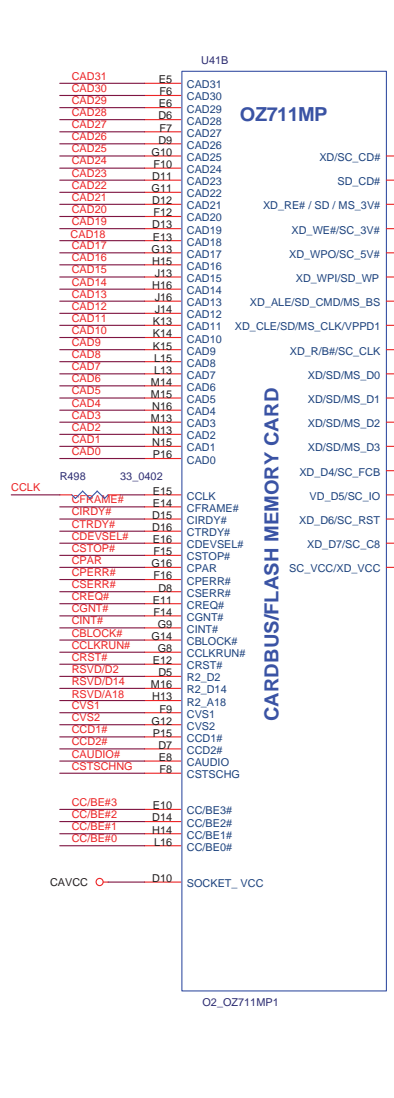 U41B
OZ711MP
CARDBUS/FLASH MEMORY CARD
CAD31 E5 CAD31
CAD30 F6 CAD30
CAD29 E6 CAD29
CAD28 D6 CAD28
CAD27 F7 CAD27
CAD26 D9 CAD26
CAD25 G10 CAD25 XD/SC_CD#
CAD24 F10 CAD24
CAD23 D11 CAD23 SD_CD#
CAD22 G11 CAD22
CAD21 D12 CAD21 XD_RE# / SD / MS_3V#
CAD20 F12 CAD20
CAD19 D13 CAD19 XD_WE#/SC_3V#
CAD18 E13 CAD18
CAD17 G13 CAD17 XD_WPO/SC_5V#
CAD16 H15 CAD16
CAD15 J13 CAD15 XD_WPI/SD_WP
CAD14 H16 CAD14
CAD13 J16 CAD13 XD_ALE/SD_CMD/MS_BS
CAD12 J14 CAD12
CAD11 K13 CAD11 XD_CLE/SD/MS_CLK/VPPD1
CAD10 K14 CAD10
CAD9 K15 CAD9 XD_R/B#/SC_CLK
CAD8 L15 CAD8
CAD7 L13 CAD7 XD/SD/MS_D0
CAD6 M14 CAD6
CAD5 M15 CAD5 XD/SD/MS_D1
CAD4 N16 CAD4
CAD3 M13 CAD3 XD/SD/MS_D2
CAD2 N13 CAD2
CAD1 N15 CAD1 XD/SD/MS_D3
CAD0 P16 CAD0
XD_D4/SC_FCB
R498 33_0402
CCLK E15 CCLK VD_D5/SC_IO
CFRAME# E14 CFRAME#
CIRDY# D15 CIRDY# XD_D6/SC_RST
CTRDY# D16 CTRDY#
CDEVSEL# E16 CDEVSEL# XD_D7/SC_C8
CSTOP# F15 CSTOP#
CPAR G16 CPAR SC_VCC/XD_VCC
CPERR# F16 CPERR#
CSERR# D8 CSERR#
CREQ# E11 CREQ#
CGNT# F14 CGNT#
CINT# G9 CINT#
CBLOCK# G14 CBLOCK#
CCLKRUN# G8 CCLKRUN#
CRST# E12 CRST#
RSVD/D2 D5 R2_D2
RSVD/D14 M16 R2_D14
RSVD/A18 H13 R2_A18
CVS1 F9 CVS1
CVS2 G12 CVS2
CCD1# P15 CCD1#
CCD2# D7 CCD2#
CAUDIO# E8 CAUDIO
CSTSCHNG F8 CSTSCHG
CC/BE#3 E10 CC/BE3#
CC/BE#2 D14 CC/BE2#
CC/BE#1 H14 CC/BE1#
CC/BE#0 L16 CC/BE0#
CAVCC D10 SOCKET_ VCC
O2_OZ711MP1